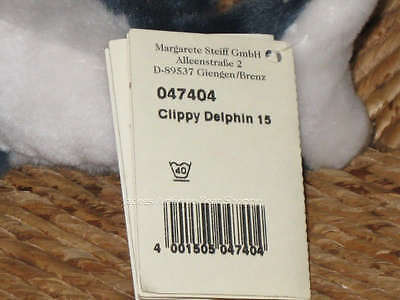 Margarete Steiff GmbH
Alleenstraße 2
D-89537 Giengen/Brenz
047404
Clippy Delphin 15
40
4 001505 047404